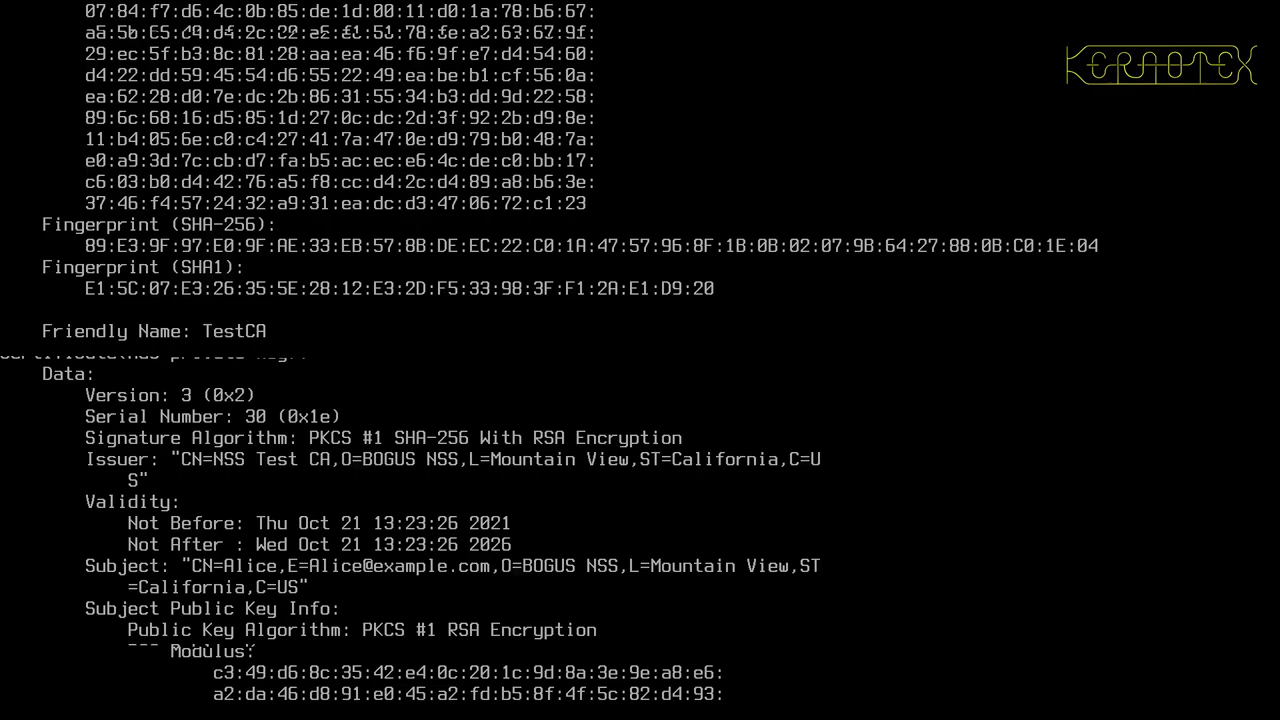 07:84:f7:d6:4c:0b:85:de:1d:00:11:d0:1a:78:b6:67:
29:ec:5f:b3:8c:81:28:aa:ea:46:f6:9f:e7:d4:54:60:
d4:22:dd:59:45:54:d6:55:22:49:ea:be:b1:cf:56:0a:
ea:62:28:d0:7e:dc:2b:86:31:55:34:b3:dd:9d:22:58:
89:6c:68:16:d5:85:1d:27:0c:dc:2d:3f:92:2b:d9:8e:
11:b4:05:6e:c0:c4:27:41:7a:47:0e:d9:79:b0:48:7a:
e0:a9:3d:7c:cb:d7:fa:b5:ac:ec:e6:4c:de:c0:bb:17:
c6:03:b0:d4:42:76:a5:f8:cc:d4:2c:d4:89:a8:b6:3e:
37:46:f4:57:24:32:a9:31:ea:dc:d3:47:06:72:c1:23
Fingerprint (SHA-256):
89:E3:9F:97:E0:9F:AE:33:EB:57:8B:DE:EC:22:C0:1A:47:57:96:8F:1B:0B:02:07:9B:64:27:88:0B:C0:1E:04
Fingerprint (SHA1):
E1:5C:07:E3:26:35:5E:28:12:E3:2D:F5:33:98:3F:F1:2A:E1:D9:20
Friendly Name: TestCA
Data:
Version: 3 (0x2)
Serial Number: 30 (0x1e)
Signature Algorithm: PKCS #1 SHA-256 With RSA Encryption
Issuer: "CN=NSS Test CA,O=BOGUS NSS,L=Mountain View,ST=California,C=U
S"
Validity:
Not Before: Thu Oct 21 13:23:26 2021
Not After : Wed Oct 21 13:23:26 2026
Subject: "CN=Alice,E=Alice@example.com,O=BOGUS NSS,L=Mountain View,ST
=California,C=US"
Subject Public Key Info:
Public Key Algorithm: PKCS #1 RSA Encryption
Modulus:
c3:49:d6:8c:35:42:e4:0c:20:1c:9d:8a:3e:9e:a8:e6:
a2:da:46:d8:91:e0:45:a2:fd:b5:8f:4f:5c:82:d4:93: